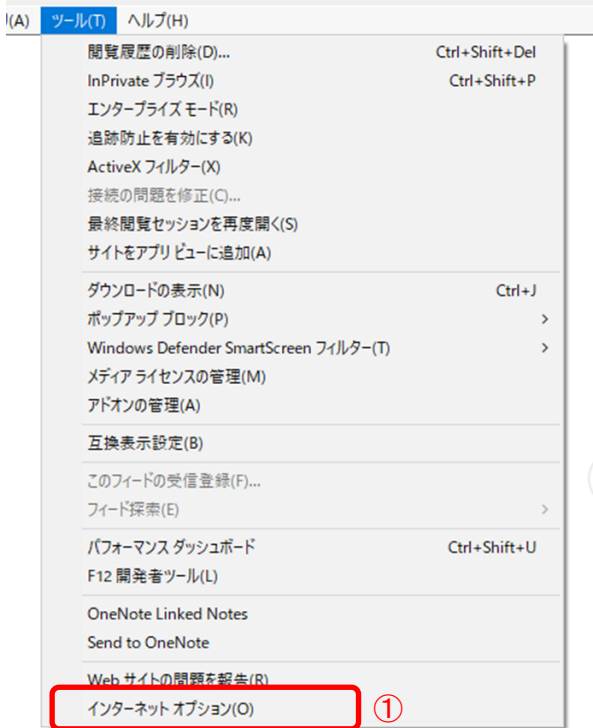 (A) ツール(T) ヘルプ(H)
閲覧履歴の削除(D)... Ctrl+Shift+Del
InPrivate ブラウズ(I) Ctrl+Shift+P
エンタープライズ モード(R)
追跡防止を有効にする(K)
ActiveX フィルター(X)
接続の問題を修正(C)...
最終閲覧セッションを再度開く(S)
サイトをアプリ ビューに追加(A)
ダウンロードの表示(N) Ctrl+J
ポップアップ ブロック(P)
Windows Defender SmartScreen フィルター(T)
メディア ライセンスの管理(M)
アドオンの管理(A)
互換表示設定(B)
このフィードの受信登録(F)...
フィード探索(E)
パフォーマンス ダッシュボード Ctrl+Shift+U
F12 開発者ツール(L)
OneNote Linked Notes
Send to OneNote
Web サイトの問題を報告(R)
インターネット オプション(O) ①